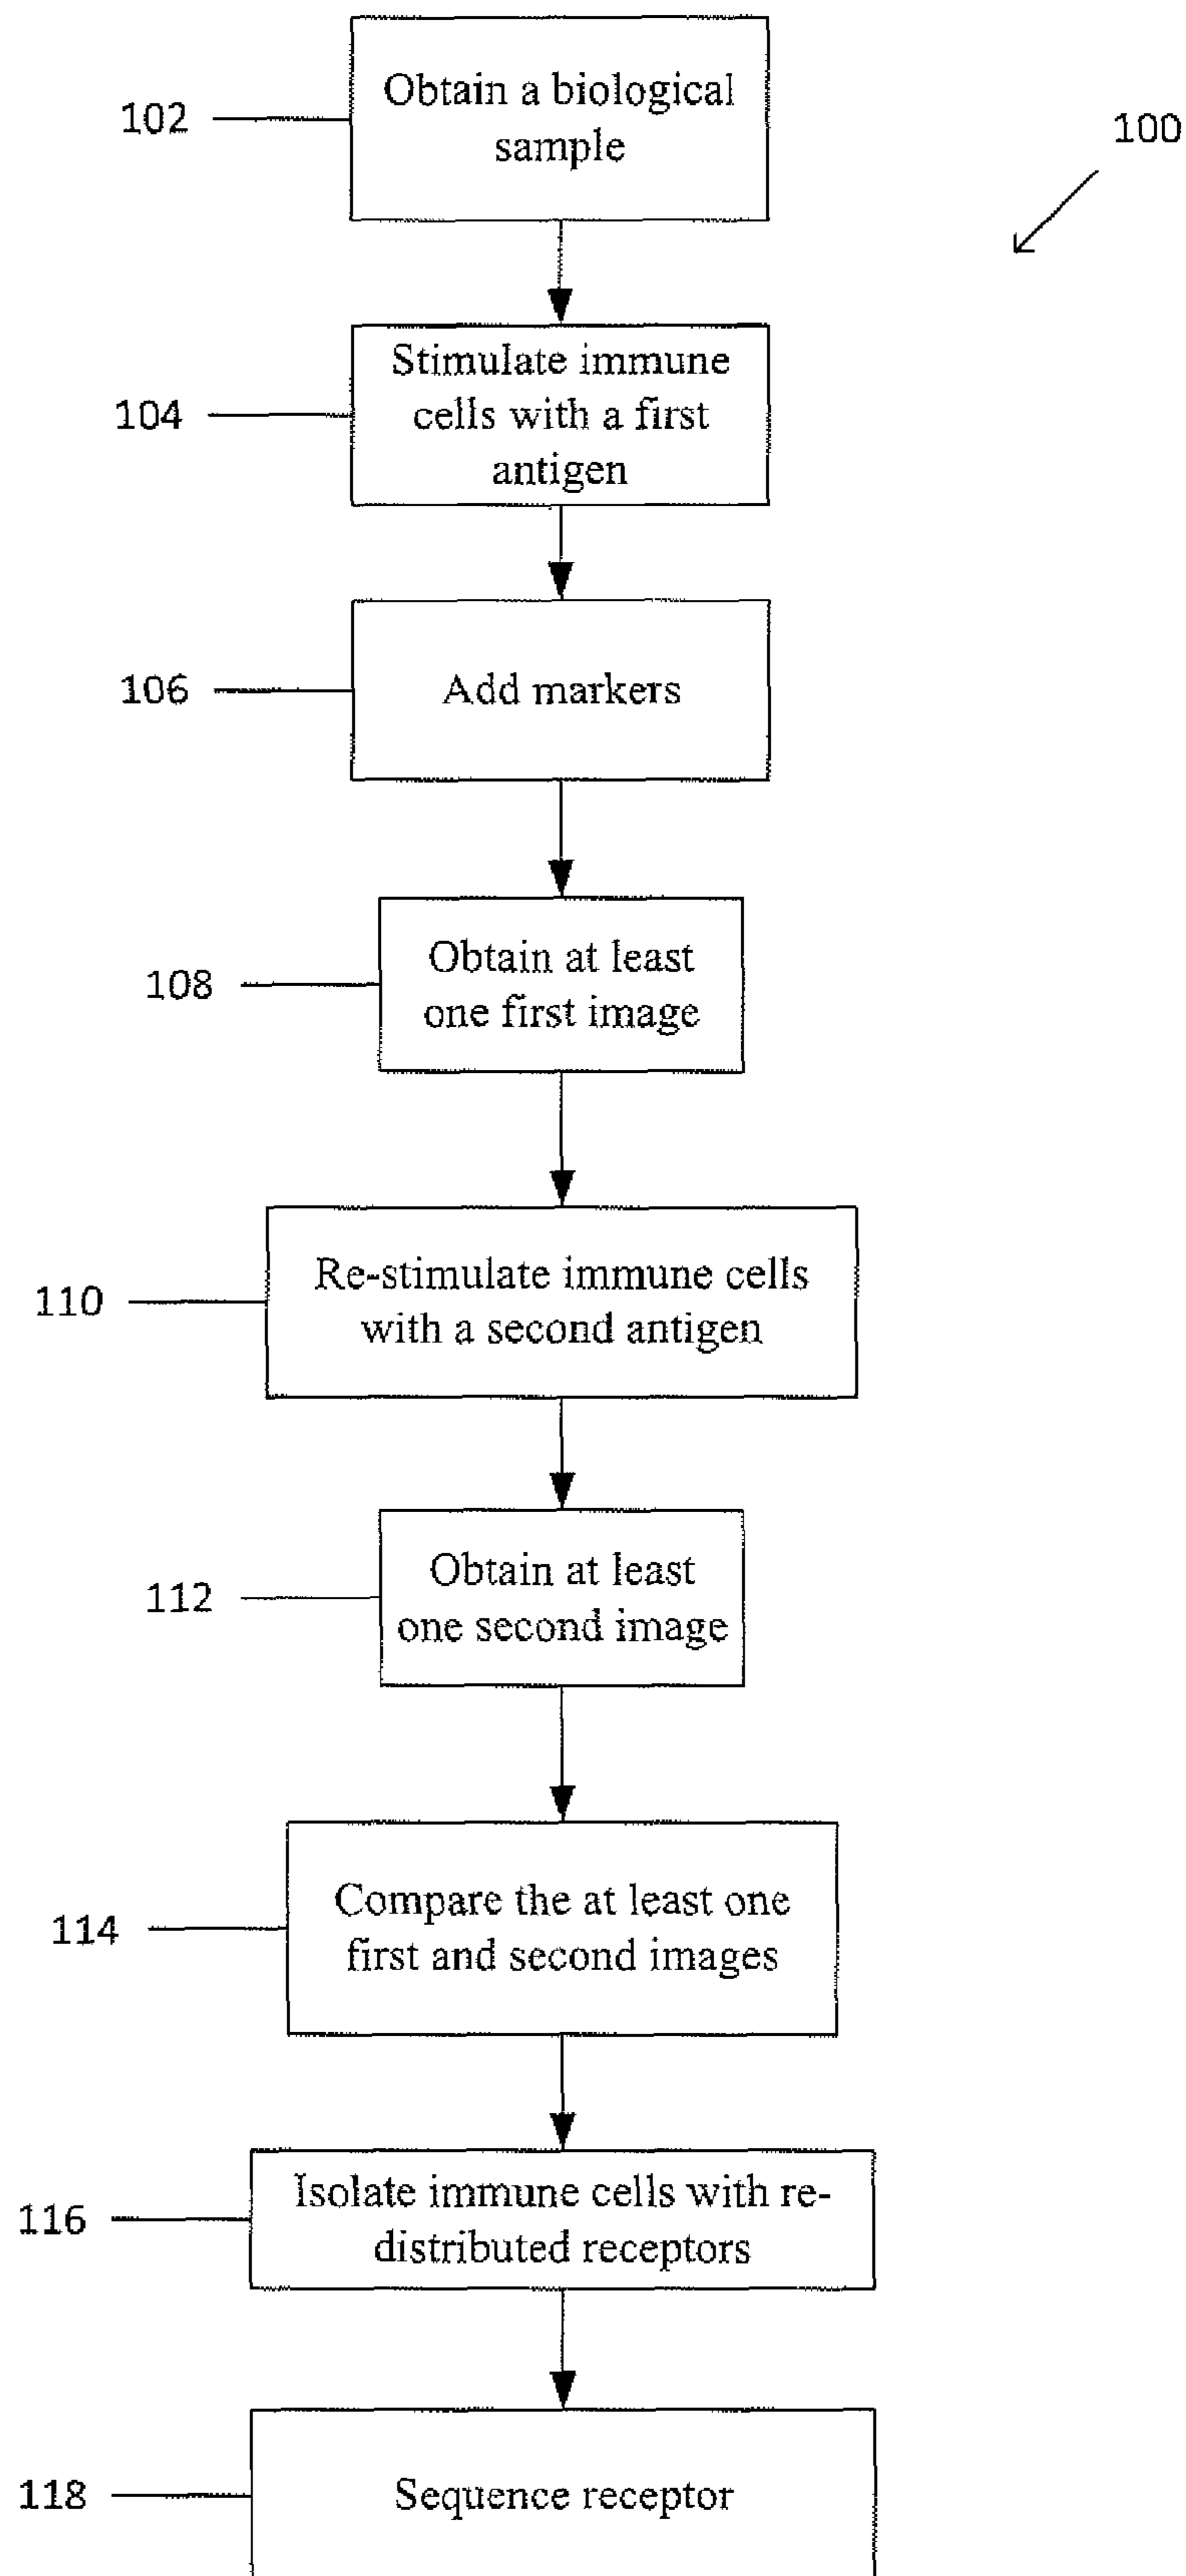 Obtain a biological
sample
102
100
Stimulate immune
cells with a first
antigen
104
Add markers
106
Obtain at least
one first image
108
Re-stimulate immune cells
with a second antigen
110
Obtain at least
one second image
112
Compare the at least one
first and second images
114
Isolate immune cells with re-
distributed receptors
116
Sequence receptor
118